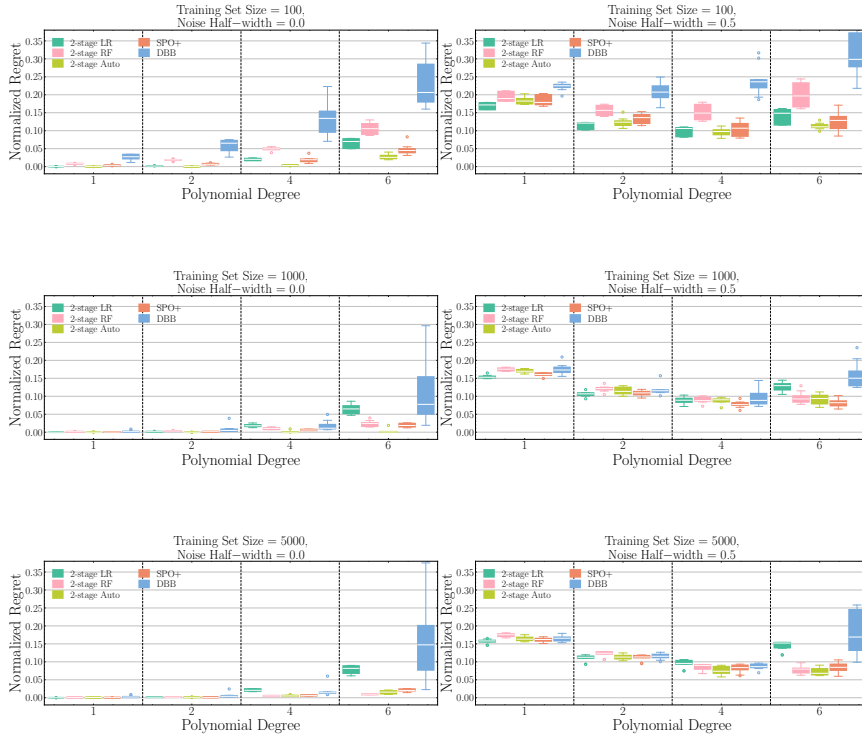 Training Set Size = 100,
Noise Half−width = 0.0
Normalized Regret
0.35
0.30
0.25
0.20
0.15
0.10
0.05
0.00
2-stage LR
2-stage RF
2-stage Auto
SPO+
DBB
1
2
4
6
Polynomial Degree
Training Set Size = 100,
Noise Half−width = 0.5
Normalized Regret
0.35
0.30
0.25
0.20
0.15
0.10
0.05
0.00
2-stage LR
2-stage RF
2-stage Auto
SPO+
DBB
1
2
4
6
Polynomial Degree
Training Set Size = 1000,
Noise Half−width = 0.0
Normalized Regret
0.35
0.30
0.25
0.20
0.15
0.10
0.05
0.00
2-stage LR
2-stage RF
2-stage Auto
SPO+
DBB
1
2
4
6
Polynomial Degree
Training Set Size = 1000,
Noise Half−width = 0.5
Normalized Regret
0.35
0.30
0.25
0.20
0.15
0.10
0.05
0.00
2-stage LR
2-stage RF
2-stage Auto
SPO+
DBB
1
2
4
6
Polynomial Degree
Training Set Size = 5000,
Noise Half−width = 0.0
Normalized Regret
0.35
0.30
0.25
0.20
0.15
0.10
0.05
0.00
2-stage LR
2-stage RF
2-stage Auto
SPO+
DBB
1
2
4
6
Polynomial Degree
Training Set Size = 5000,
Noise Half−width = 0.5
Normalized Regret
0.35
0.30
0.25
0.20
0.15
0.10
0.05
0.00
2-stage LR
2-stage RF
2-stage Auto
SPO+
DBB
1
2
4
6
Polynomial Degree